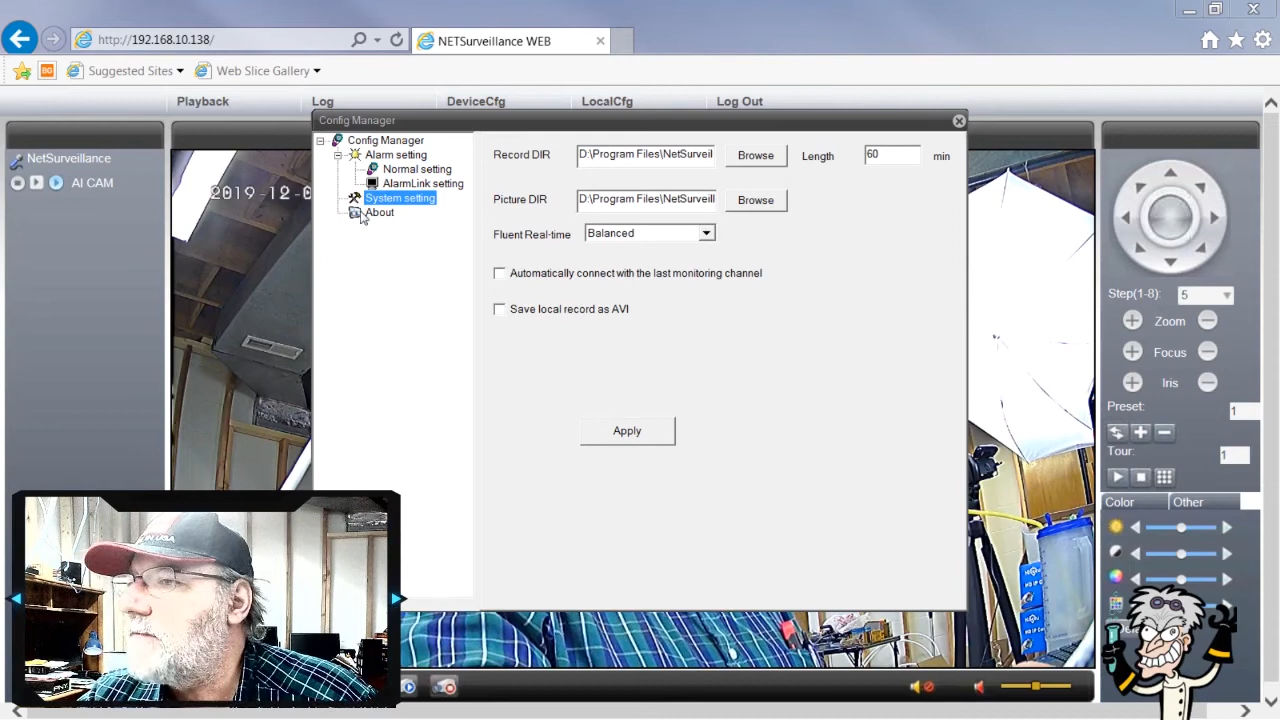 http://192.168.10.138/
NETSurveillance WEB
BG
Suggested Sites
Web Slice Gallery
Playback
Log
DeviceCfg
LocalCfg
Log Out
Config Manager
NetSurveillance
AI CAM
2019-12-0
Config Manager
Alarm setting
Normal setting
AlarmLink setting
System setting
About
Record DIR
D:\Program Files\NetSurveil
Browse
Length
60
min
Picture DIR
D:\Program Files\NetSurveill
Browse
Fluent Real-time
Balanced
Automatically connect with the last monitoring channel
Save local record as AVI
Apply
Step(1-8):
5
Zoom
Focus
Iris
Preset:
1
Tour:
1
Color
Other